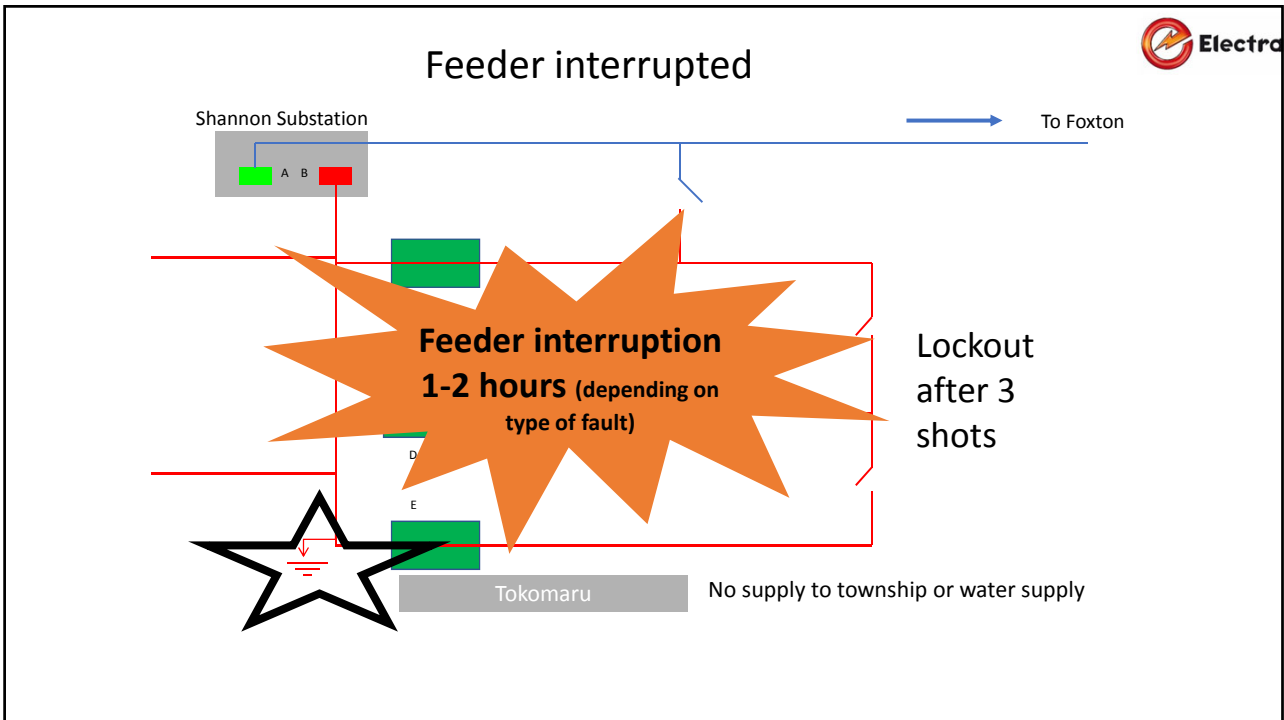 Feeder interrupted
Electra
Shannon Substation
To Foxton
A B
Feeder interruption
1-2 hours (depending on
type of fault)
Lockout
after 3
shots
D
E
Tokomaru
No supply to township or water supply